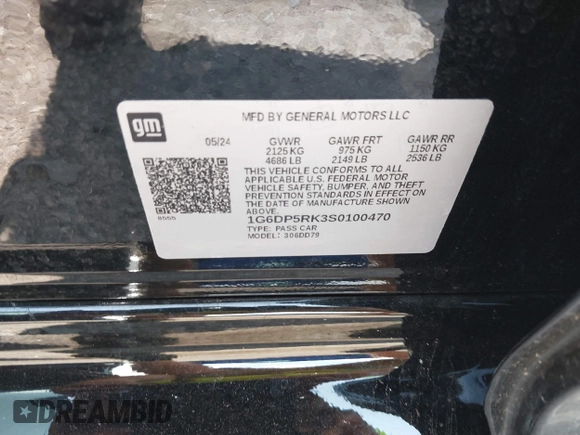 gm
MFD BY GENERAL MOTORS LLC
05/24 GVWR GAWR FRT GAWR RR
2125 KG 975 KG 1150 KG
4686 LB 2149 LB 2536 LB
THIS VEHICLE CONFORMS TO ALL
APPLICABLE U.S. FEDERAL MOTOR
VEHICLE SAFETY, BUMPER, AND THEFT
PREVENTION STANDARDS IN EFFECT ON
THE DATE OF MANUFACTURE SHOWN
ABOVE.
8555
1G6DP5RK3S0100470
TYPE: PASS CAR
MODEL: 306DD79
DREAMBID